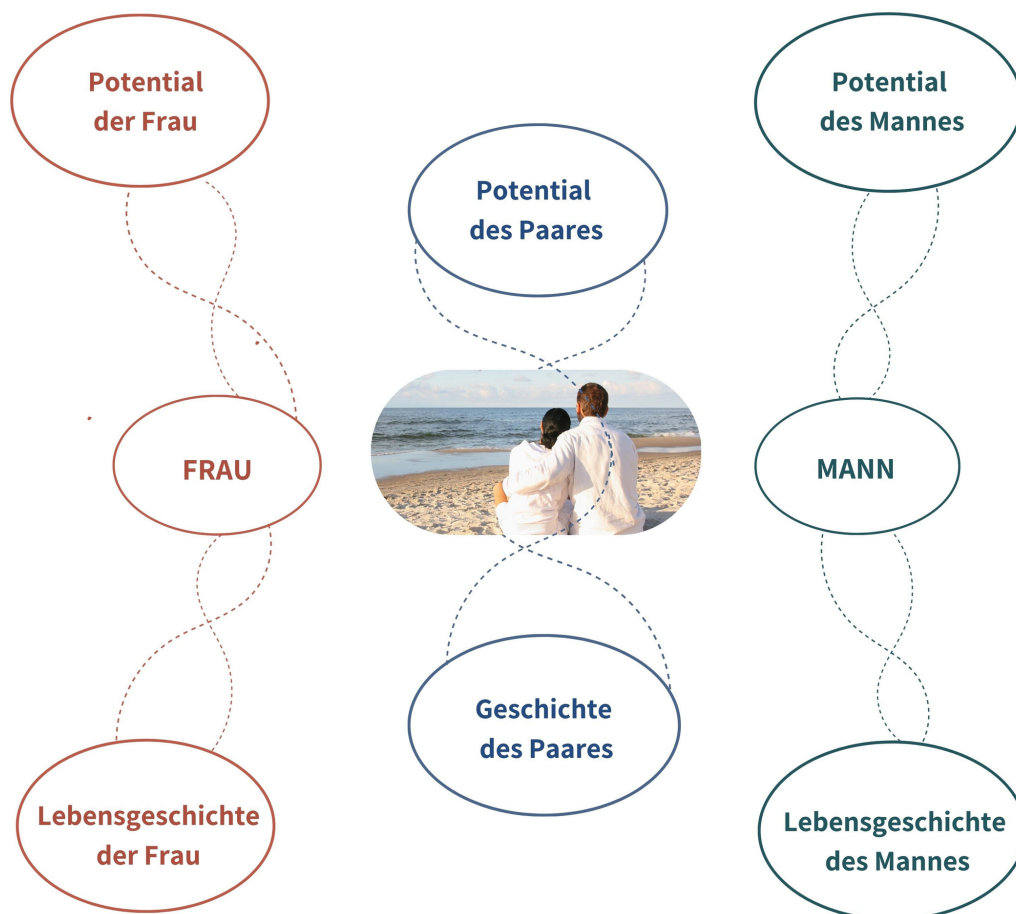 Potential
der Frau
Potential
des Paares
Potential
des Mannes
FRAU
MANN
Geschichte
des Paares
Lebensgeschichte
der Frau
Lebensgeschichte
des Mannes